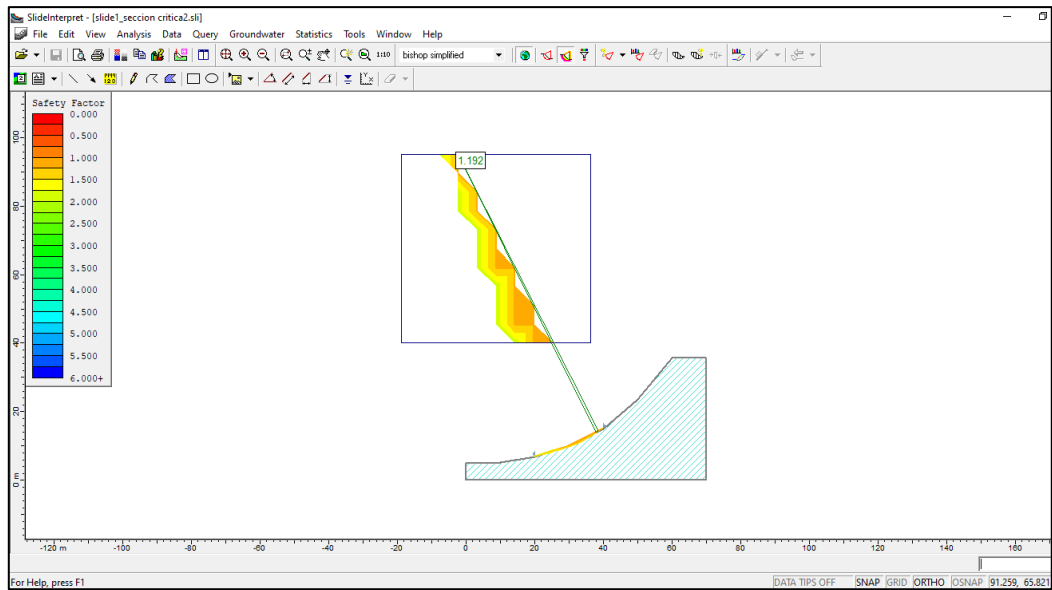 SlideInterpret - [slide1_seccion critica2.sli]
File Edit View Analysis Data Query Groundwater Statistics Tools Window Help
1:10 bishop simplified
Safety Factor
0.000
0.500
1.000
1.500
2.000
2.500
3.000
3.500
4.000
4.500
5.000
5.500
6.000+
1.192
100
80
60
40
20
0 m
-120 m -100 -80 -60 -40 -20 0 20 40 60 80 100 120 140 160
For Help, press F1
DATA TIPS OFF SNAP GRID ORTHO OSNAP 91.259, 65.821